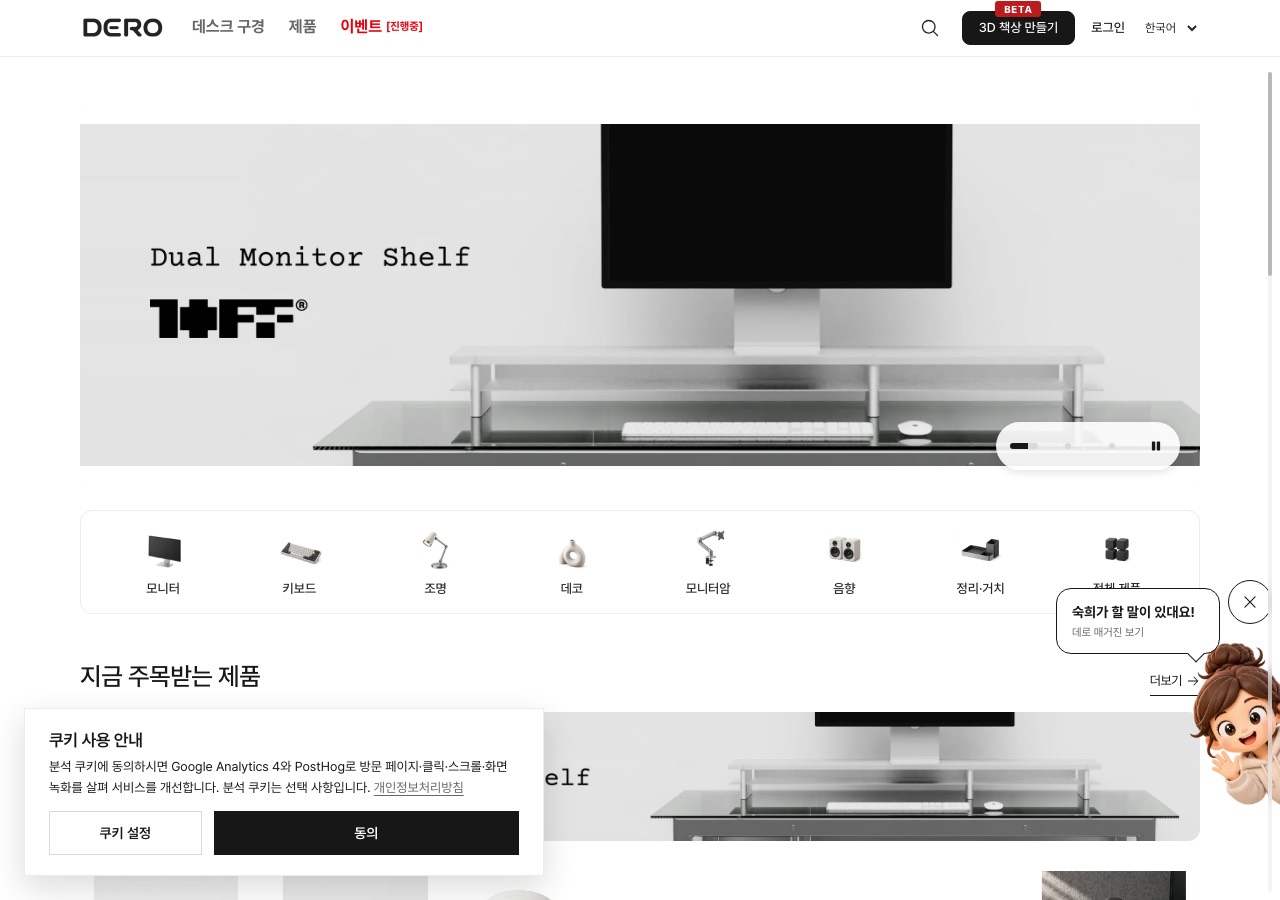 DERO
데스크 구경
제품
이벤트 [진행중]
BETA
3D 책상 만들기
로그인
한국어
Dual Monitor Shelf
10FF®
모니터
키보드
조명
데코
모니터암
음향
정리·거치
전체 제품
숙희가 할 말이 있대요!
데로 매거진 보기
지금 주목받는 제품
더보기
elf
쿠키 사용 안내
분석 쿠키에 동의하시면 Google Analytics 4와 PostHog로 방문 페이지·클릭·스크롤·화면
녹화를 살펴 서비스를 개선합니다. 분석 쿠키는 선택 사항입니다. 개인정보처리방침
쿠키 설정
동의